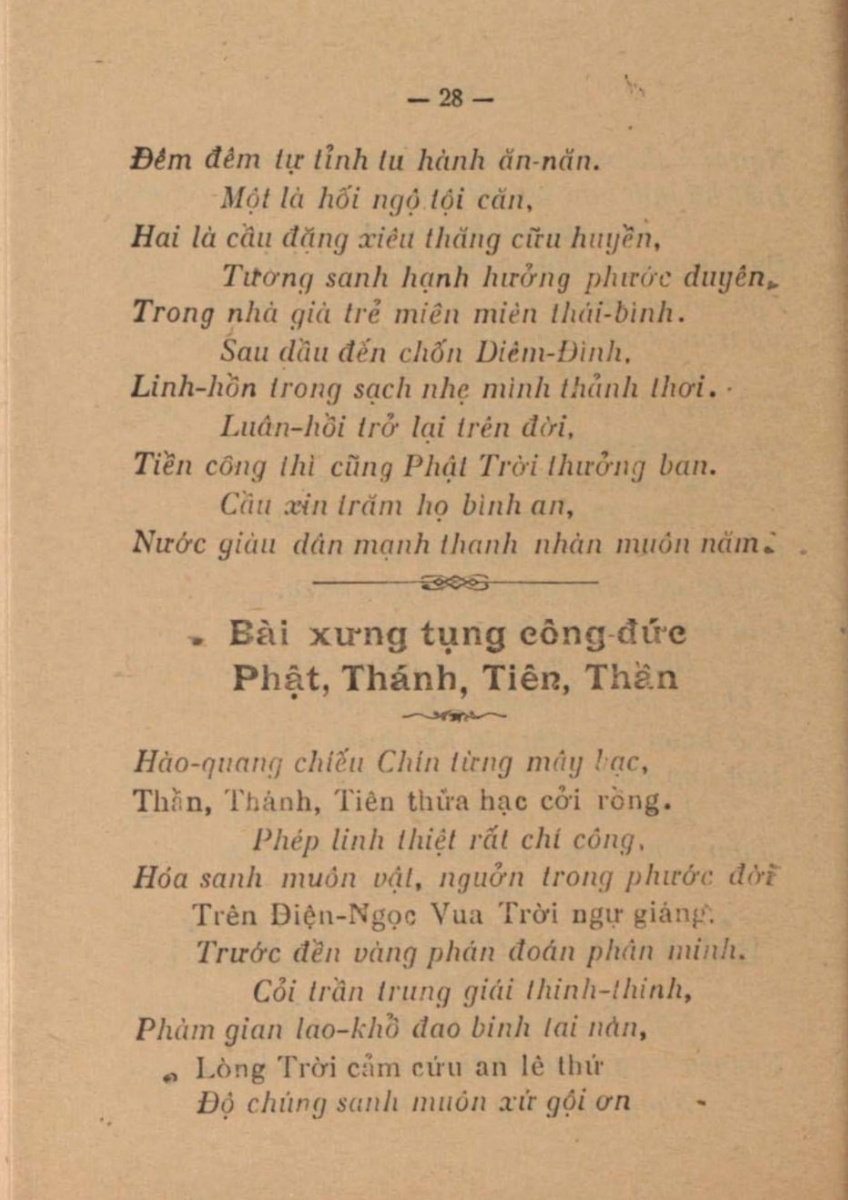 — 28 —
Đêm đêm tự tỉnh tu hành ăn-năn.
Một là hối ngộ tội căn,
Hai là cầu đặng xiêu thăng cữu huyền,
Tương sanh hạnh hưởng phước duyên.
Trong nhà già trẻ miên miên thái-bình.
Sau dầu đến chốn Diêm-Đình,
Linh-hồn trong sạch nhẹ mình thảnh thơi.
Luân-hồi trở lại trên đời,
Tiền công thì cũng Phật Trời thưởng ban.
Cầu xin trăm họ bình an,
Nước giàu dân mạnh thanh nhàn muôn năm.
Bài xưng tụng công-đức
Phật, Thánh, Tiên, Thần
Hào-quang chiếu Chín từng mây bạc,
Thần, Thánh, Tiên thừa hạc cởi rồng.
Phép linh thiệt rất chí công,
Hóa sanh muôn vật, nguởn trong phước đời
Trên Điện-Ngọc Vua Trời ngự giáng.
Trước đền vàng phán đoán phân minh.
Cỏi trần trung giái thinh-thinh,
Phàm gian lao-khổ đao binh tai nàn,
Lòng Trời cảm cứu an lê thứ
Độ chúng sanh muôn xứ gội ơn